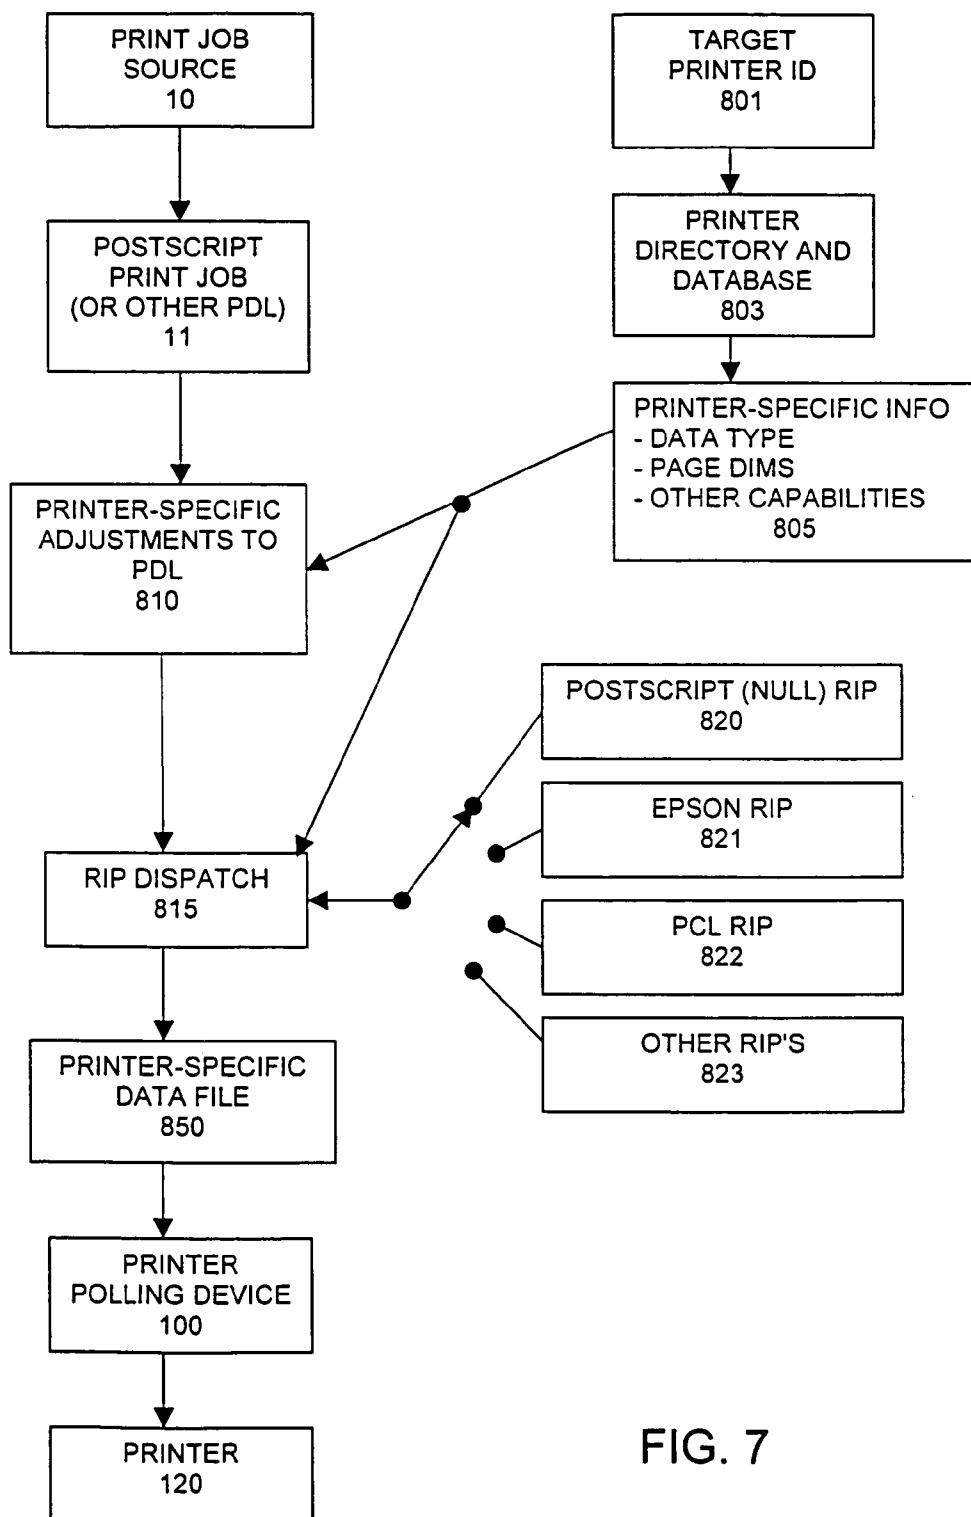 PRINT JOB
SOURCE
10
TARGET
PRINTER ID
801
POSTSCRIPT
PRINT JOB
(OR OTHER PDL)
11
PRINTER
DIRECTORY AND
DATABASE
803
PRINTER-SPECIFIC INFO
- DATA TYPE
- PAGE DIMS
- OTHER CAPABILITIES
805
PRINTER-SPECIFIC
ADJUSTMENTS TO
PDL
810
POSTSCRIPT (NULL) RIP
820
EPSON RIP
821
RIP DISPATCH
815
PCL RIP
822
OTHER RIP'S
823
PRINTER-SPECIFIC
DATA FILE
850
PRINTER
POLLING DEVICE
100
PRINTER
120
FIG. 7